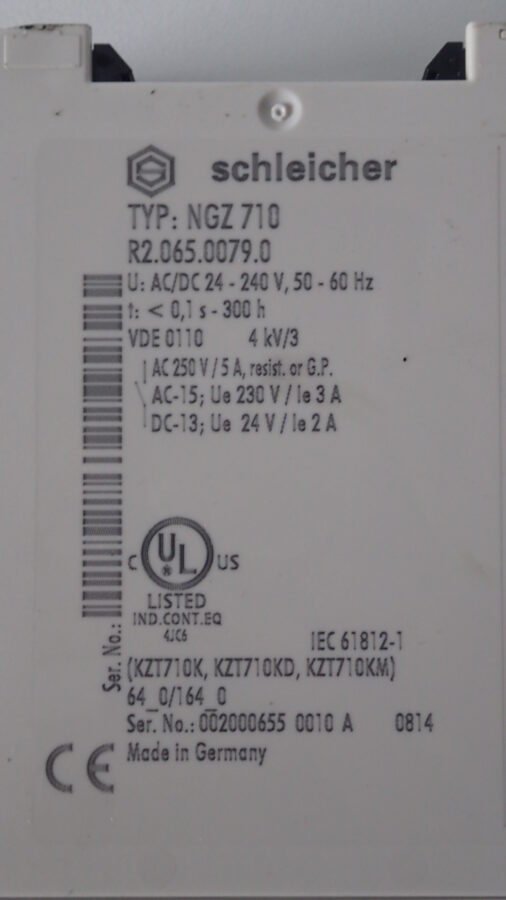 schleicher
TYP: NGZ 710
R2.065.0079.0
U: AC/DC 24 - 240 V, 50 - 60 Hz
t: < 0,1 s - 300 h
VDE 0110 4 kV/3
AC 250 V / 5 A, resist. or G.P.
AC-15; Ue 230 V / Ie 3 A
DC-13; Ue 24 V / Ie 2 A
C UL ® US
LISTED
IND.CONT.EQ
4JC6
IEC 61812-1
(KZT710K, KZT710KD, KZT710KM)
64_0/164_0
Ser. No.: 002000655 0010 A 0814
Made in Germany
CE
Ser. No.: